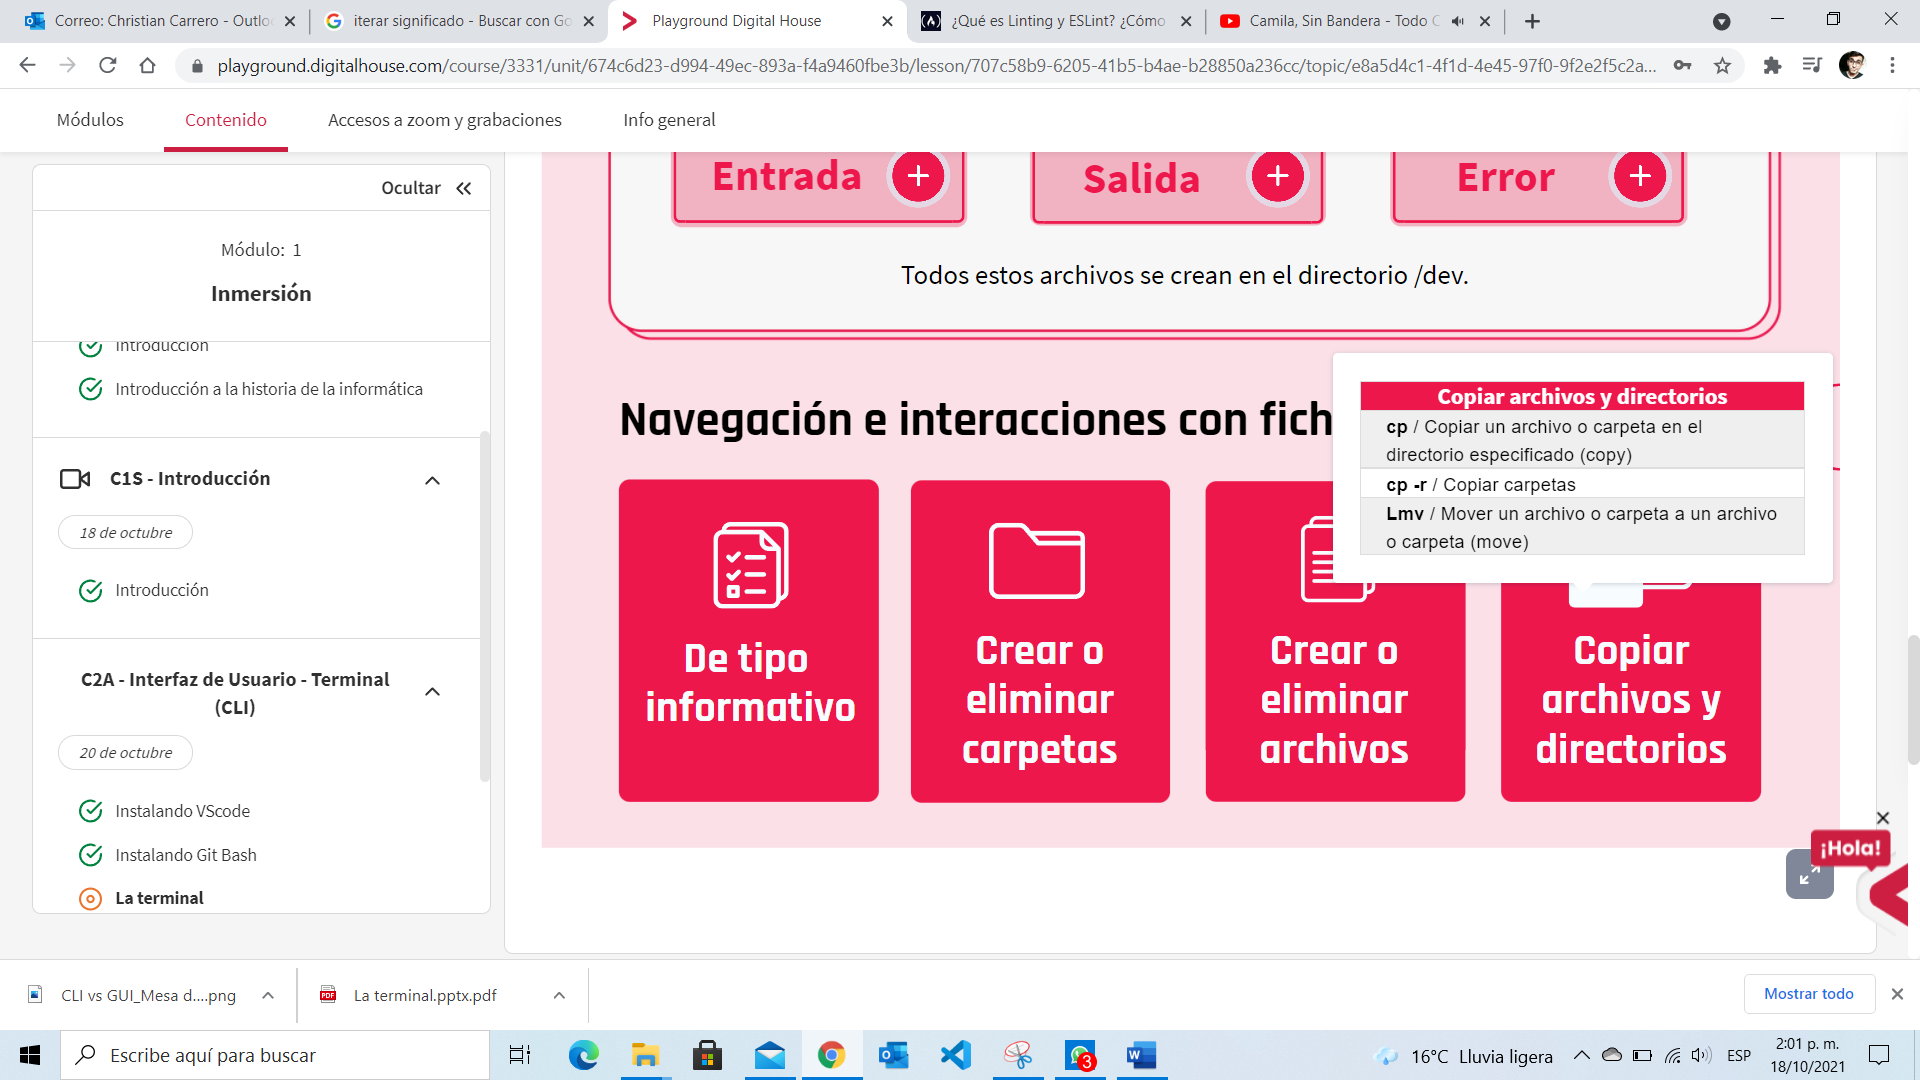 Correo: Christian Carrero - Outloo
iterar significado - Buscar con Go
Playground Digital House
¿Qué es Linting y ESLint? ¿Cómo
Camila, Sin Bandera - Todo C
playground.digitalhouse.com/course/3331/unit/674c6d23-d994-49ec-893a-f4a9460fbe3b/lesson/707c58b9-6205-41b5-b4ae-b28850a236cc/topic/e8a5d4c1-4f1d-4e45-97f0-9f2e2f5c2a...
Módulos
Contenido
Accesos a zoom y grabaciones
Info general
Ocultar
Módulo: 1
Inmersión
Introducción
Introducción a la historia de la informática
C1S - Introducción
18 de octubre
Introducción
C2A - Interfaz de Usuario - Terminal
(CLI)
20 de octubre
Instalando VScode
Instalando Git Bash
La terminal
Entrada
Salida
Error
Todos estos archivos se crean en el directorio /dev.
Navegación e interacciones con fich
Copiar archivos y directorios
cp / Copiar un archivo o carpeta en el
directorio especificado (copy)
cp -r / Copiar carpetas
Lmv / Mover un archivo o carpeta a un archivo
o carpeta (move)
De tipo
informativo
Crear o
eliminar
carpetas
Crear o
eliminar
archivos
Copiar
archivos y
directorios
¡Hola!
CLI vs GUI_Mesa d....png
PDF
La terminal.pptx.pdf
Mostrar todo
Escribe aquí para buscar
3
16°C Lluvia ligera
ESP
2:01 p. m.
18/10/2021